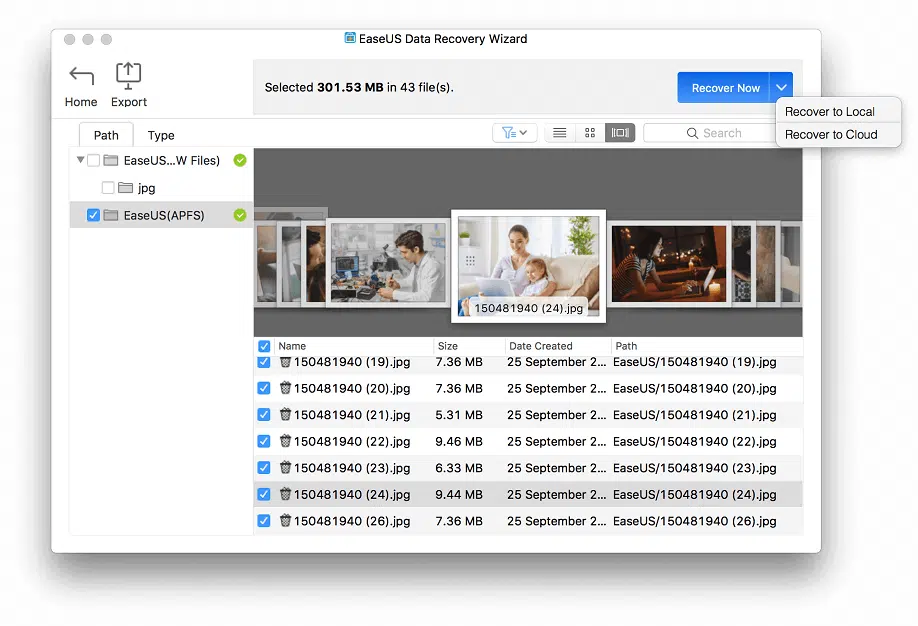 EaseUS Data Recovery Wizard
Home Export
Selected 301.53 MB in 43 file(s).
Recover Now
Recover to Local
Recover to Cloud
Path Type
Search
EaseUS...W Files)
jpg
EaseUS(APFS)
150481940 (24).jpg
Name Size Date Created Path
150481940 (19).jpg 7.36 MB 25 September 2... EaseUS/150481940 (19).jpg
150481940 (20).jpg 7.36 MB 25 September 2... EaseUS/150481940 (20).jpg
150481940 (21).jpg 5.31 MB 25 September 2... EaseUS/150481940 (21).jpg
150481940 (22).jpg 9.46 MB 25 September 2... EaseUS/150481940 (22).jpg
150481940 (23).jpg 6.33 MB 25 September 2... EaseUS/150481940 (23).jpg
150481940 (24).jpg 9.44 MB 25 September 2... EaseUS/150481940 (24).jpg
150481940 (26).jpg 7.36 MB 25 September 2... EaseUS/150481940 (26).jpg